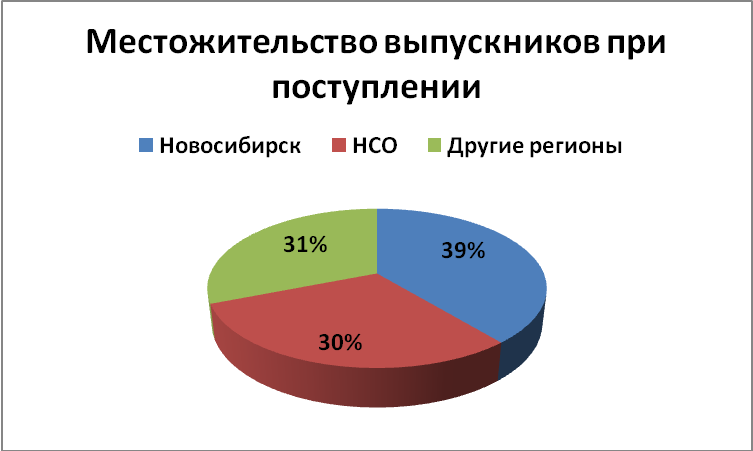 Местожительство выпускников при
поступлении
Новосибирск НСО Другие регионы
31%
39%
30%